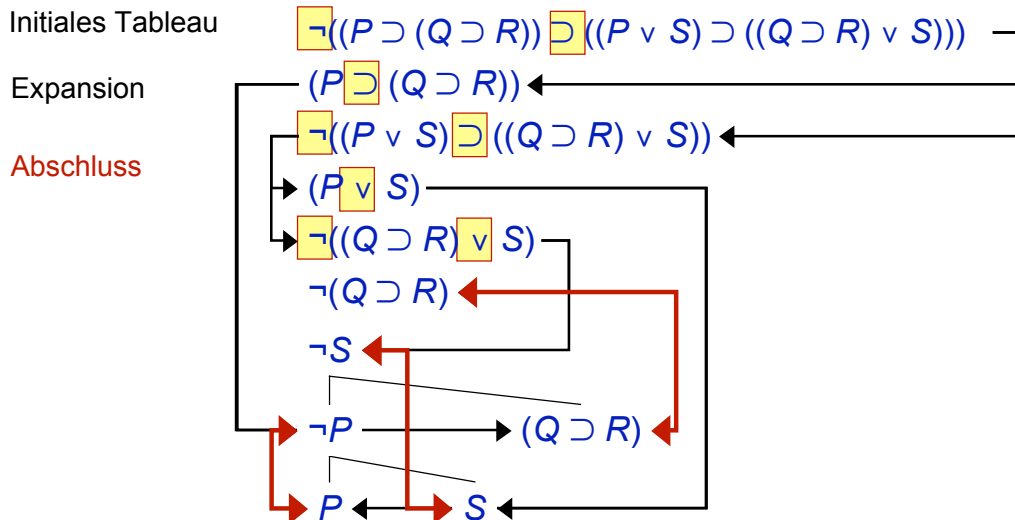 Initiales Tableau ¬((P ⊃ (Q ⊃ R)) ⊃ ((P ∨ S) ⊃ ((Q ⊃ R) ∨ S)))
Expansion (P ⊃ (Q ⊃ R))
¬((P ∨ S) ⊃ ((Q ⊃ R) ∨ S))
Abschluss
(P ∨ S)
¬((Q ⊃ R) ∨ S)
¬(Q ⊃ R)
¬S
¬P (Q ⊃ R)
P S